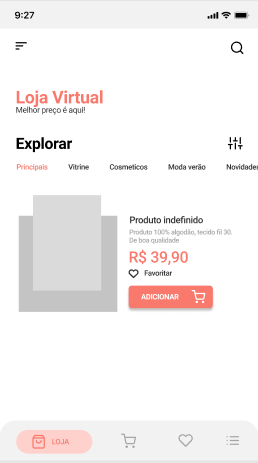 9:27
Loja Virtual
Melhor preço é aqui!
Explorar
Principais Vitrine Cosmeticos Moda verão Novidades
Produto indefinido
Produto 100% algodão, tecido fil 30.
De boa qualidade
R$ 39,90
Favoritar
ADICIONAR
LOJA